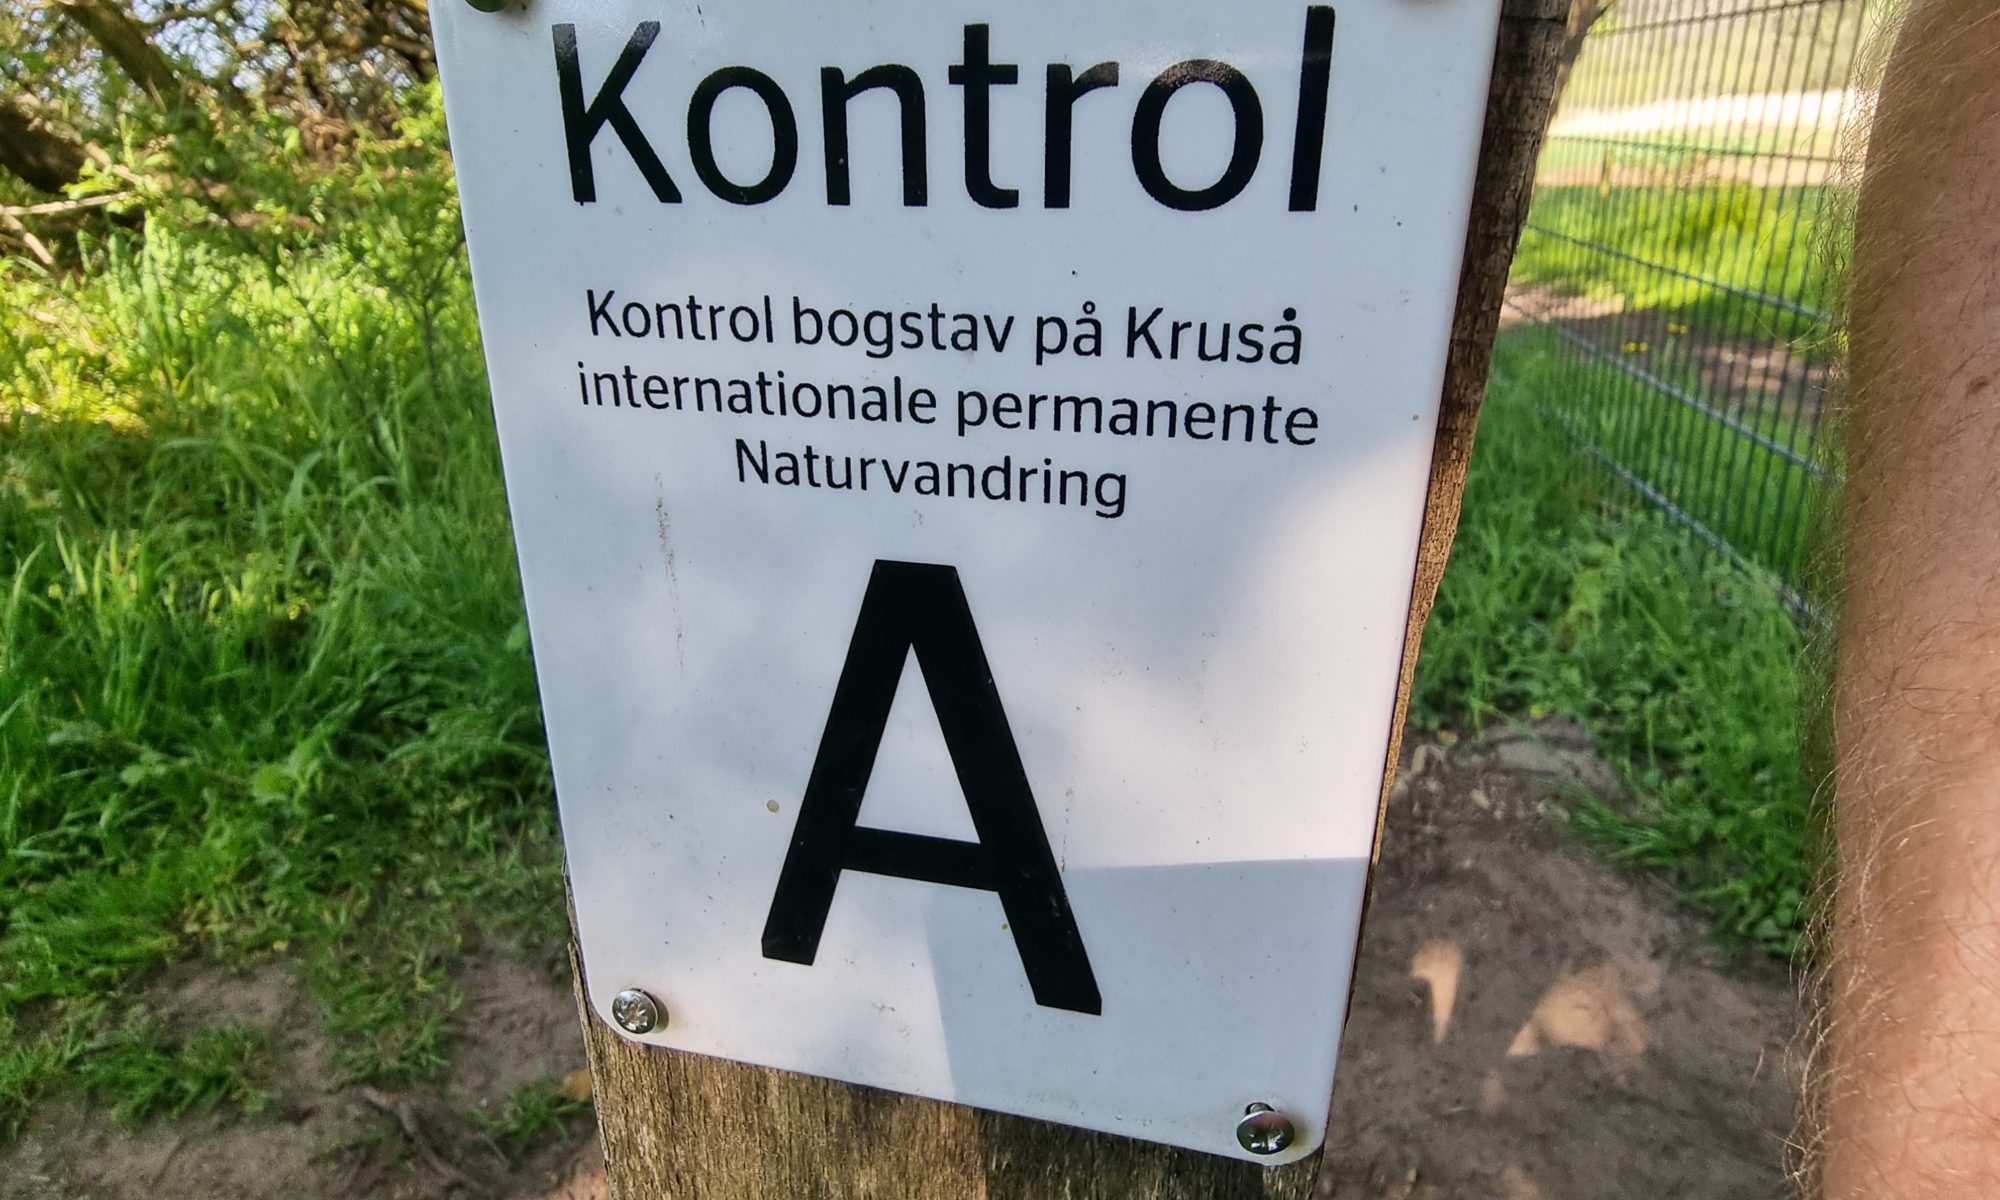 Kontrol
Kontrol bogstav på Kruså
internationale permanente
Naturvandring
A